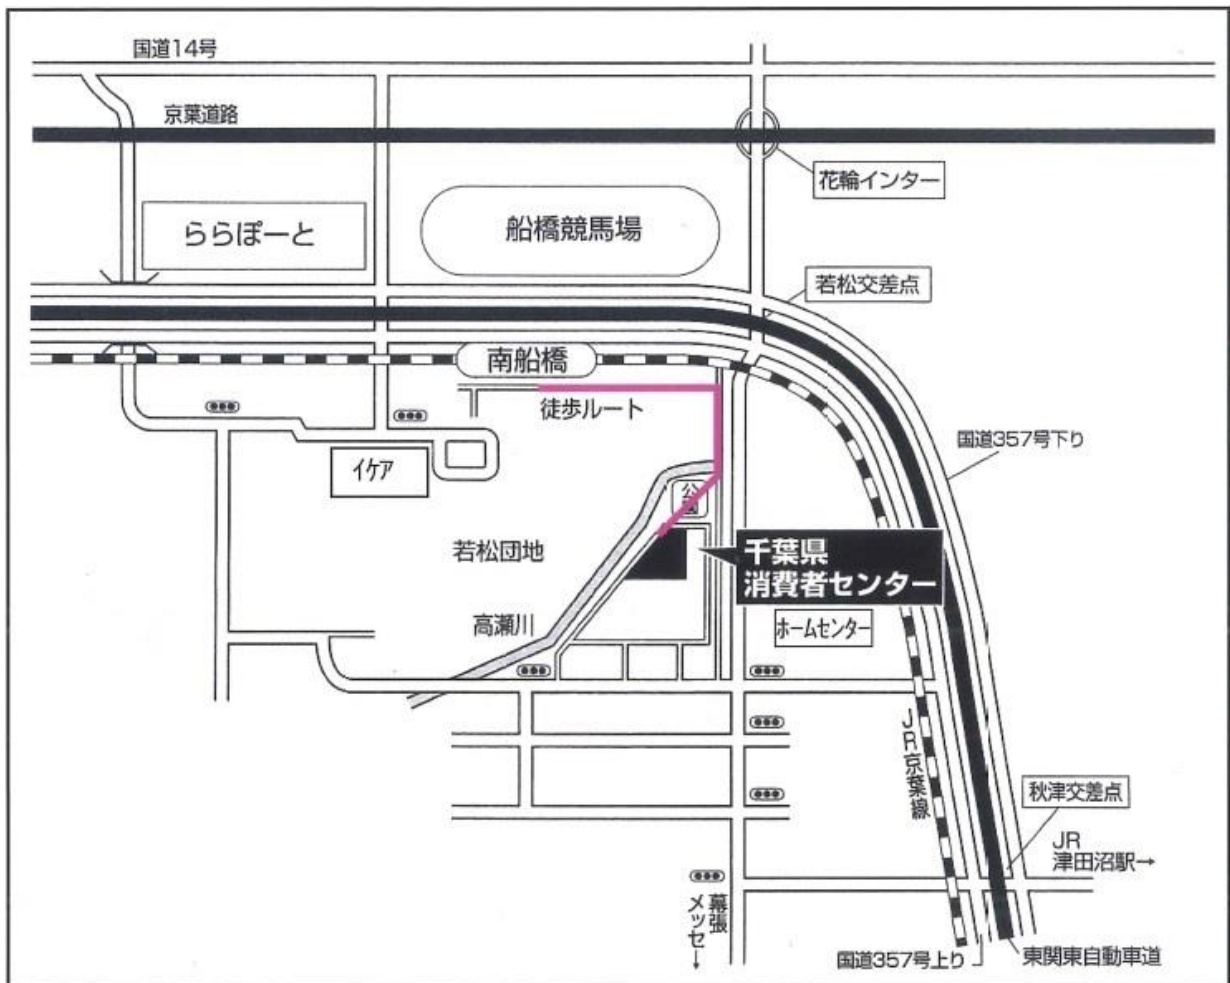 国道14号
京葉道路
花輪インター
ららぽーと
船橋競馬場
若松交差点
南船橋
徒歩ルート
国道357号下り
イケア
公園
若松団地
千葉県
消費者センター
高瀬川
ホームセンター
JR京葉線
秋津交差点
JR
津田沼駅→
幕張
メッセ→
国道357号上り
東関東自動車道